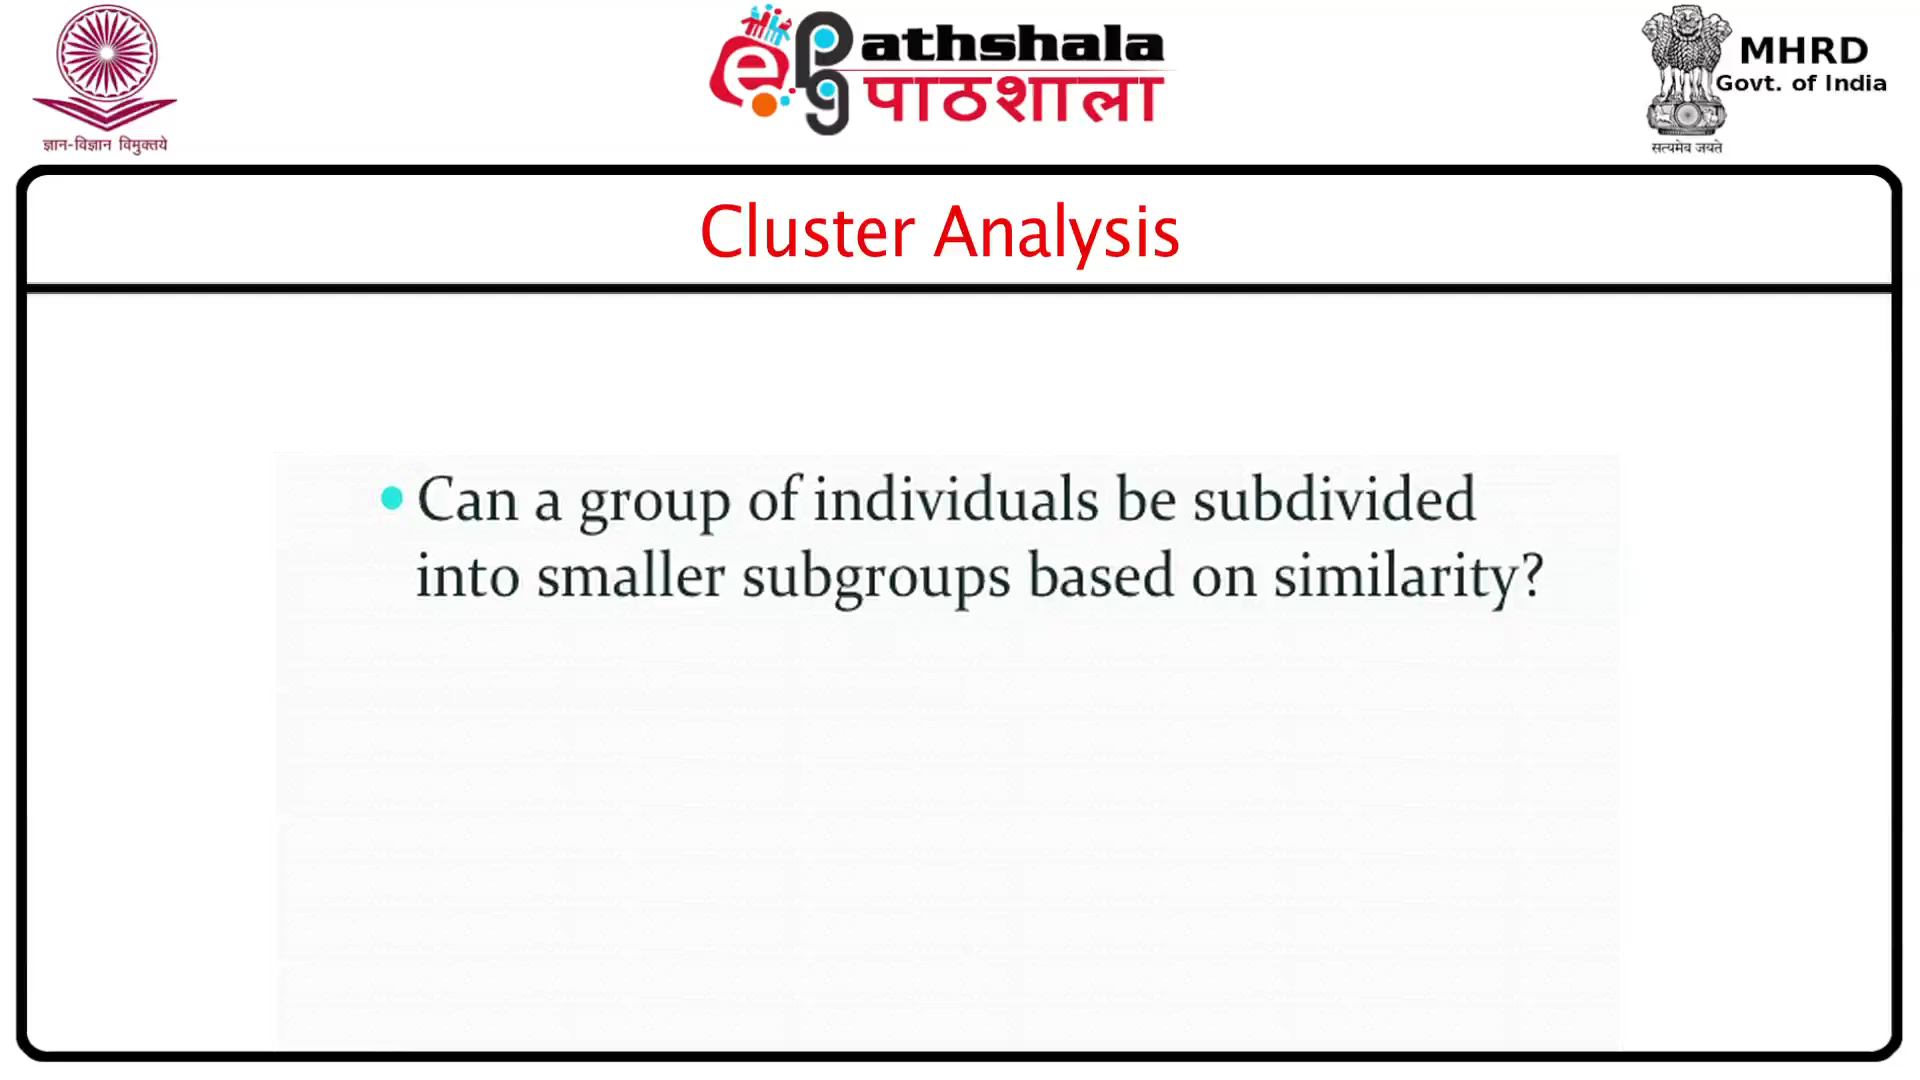 ज्ञान-विज्ञान विमुक्तये
ePG athshala
पाठशाला
MHRD
Govt. of India
सत्यमेव जयते
Cluster Analysis
Can a group of individuals be subdivided
into smaller subgroups based on similarity?